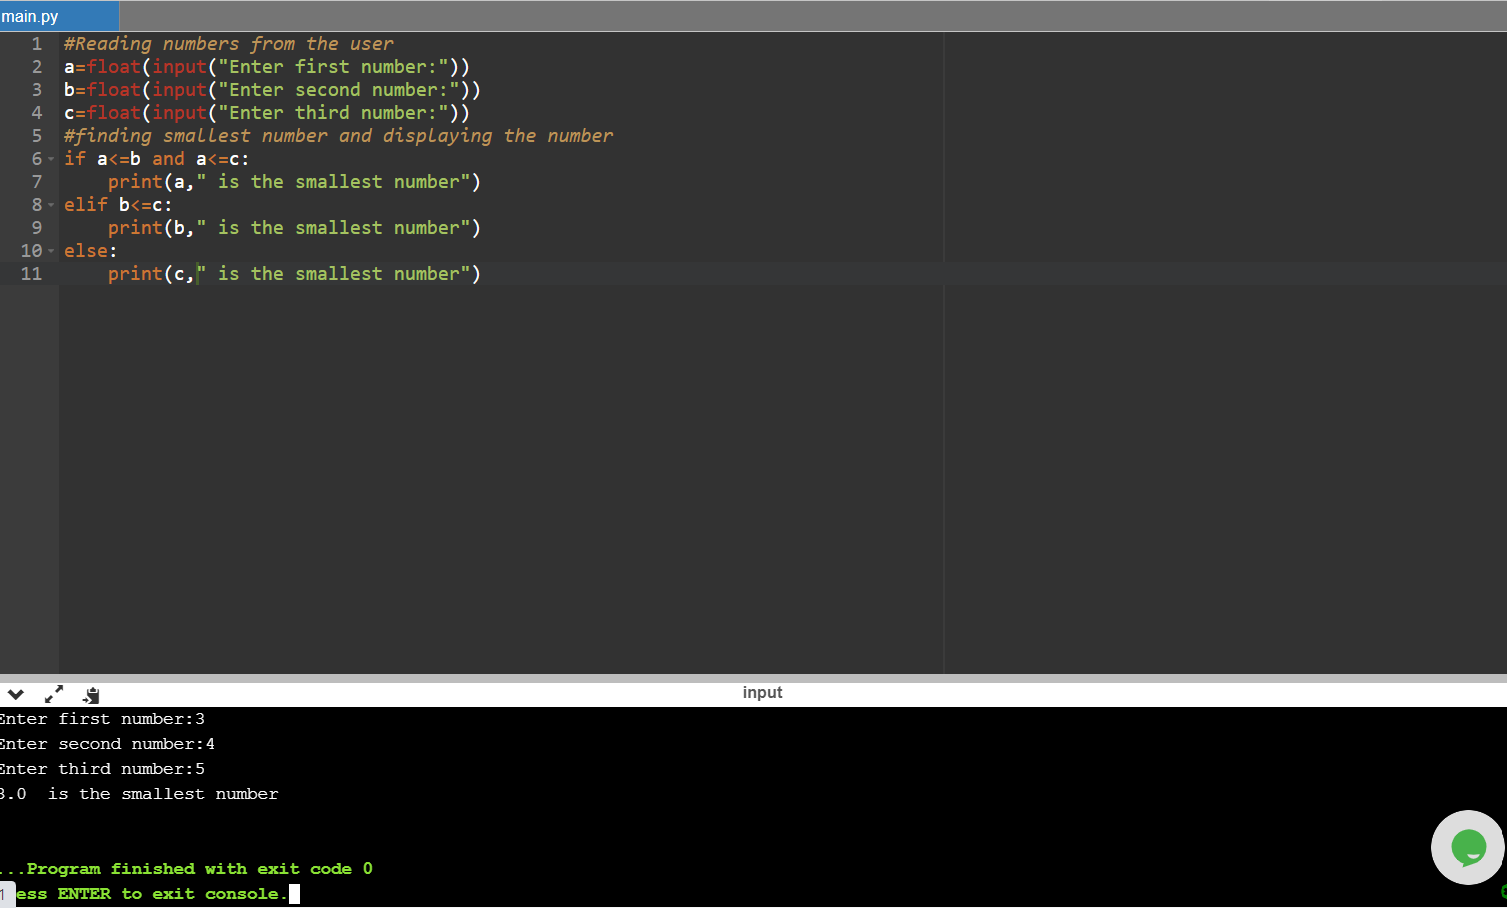 main.py
1 #Reading numbers from the user
2 a=float(input("Enter first number:"))
3 b=float(input("Enter second number:"))
4 c=float(input("Enter third number:"))
5 #finding smallest number and displaying the number
6 if a<=b and a<=c:
7     print(a," is the smallest number")
8 elif b<=c:
9     print(b," is the smallest number")
10 else:
11     print(c," is the smallest number")
input
Enter first number:3
Enter second number:4
Enter third number:5
3.0  is the smallest number
...Program finished with exit code 0
1 ess ENTER to exit console.